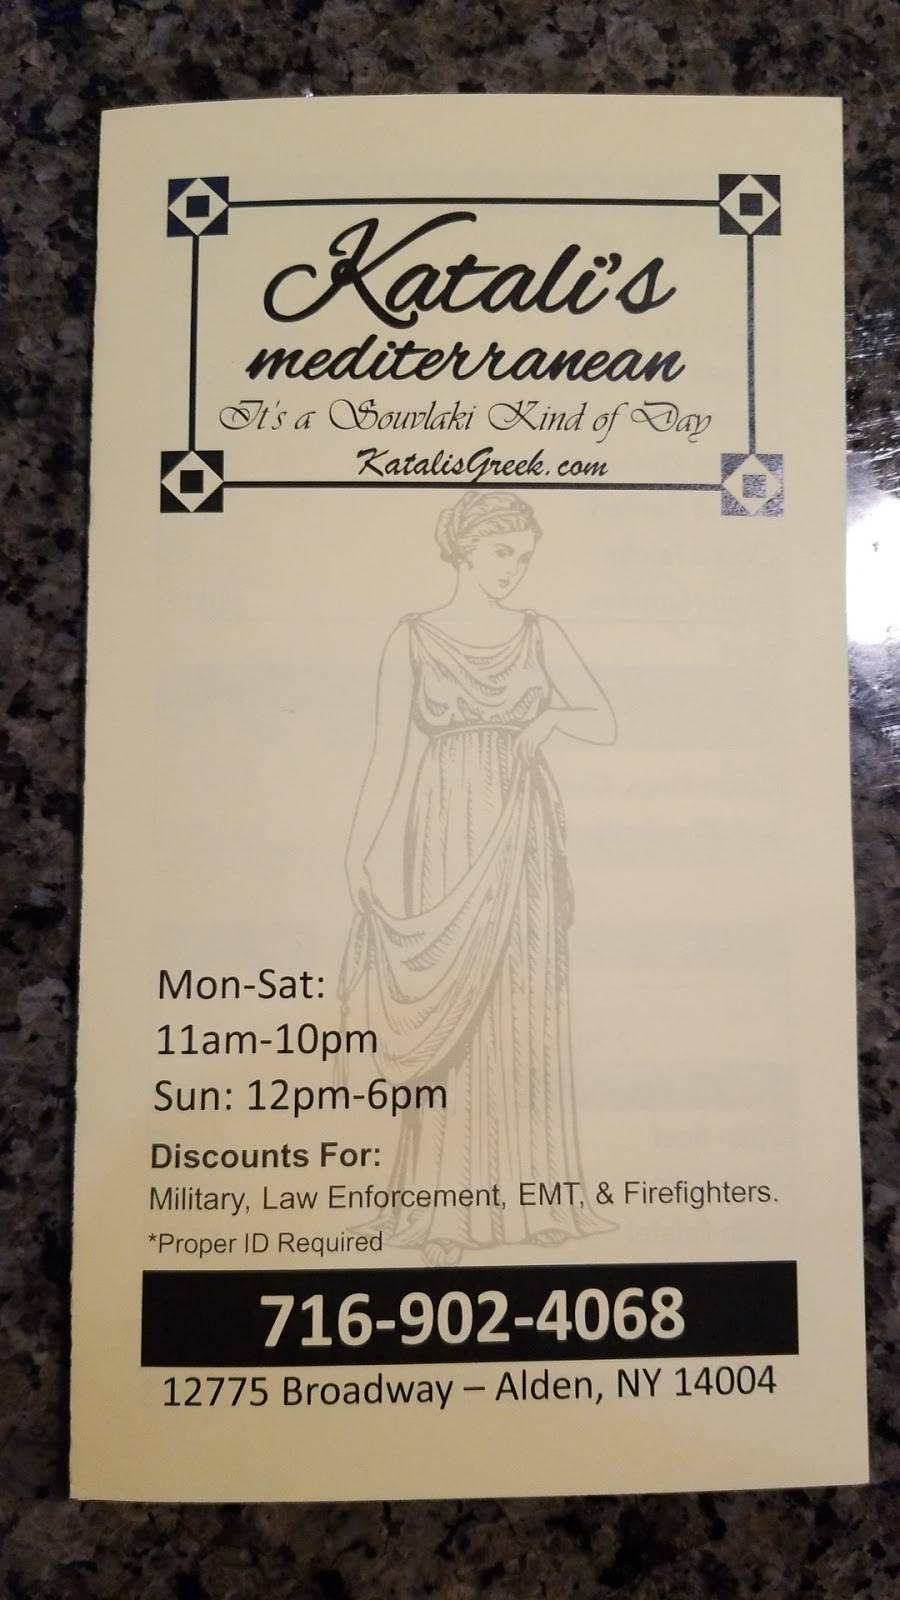 Katali's
mediterranean
It's a Souvlaki Kind of Day
KatalisGreek.com
Mon-Sat:
11am-10pm
Sun: 12pm-6pm
Discounts For:
Military, Law Enforcement, EMT, & Firefighters.
*Proper ID Required
716-902-4068
12775 Broadway – Alden, NY 14004